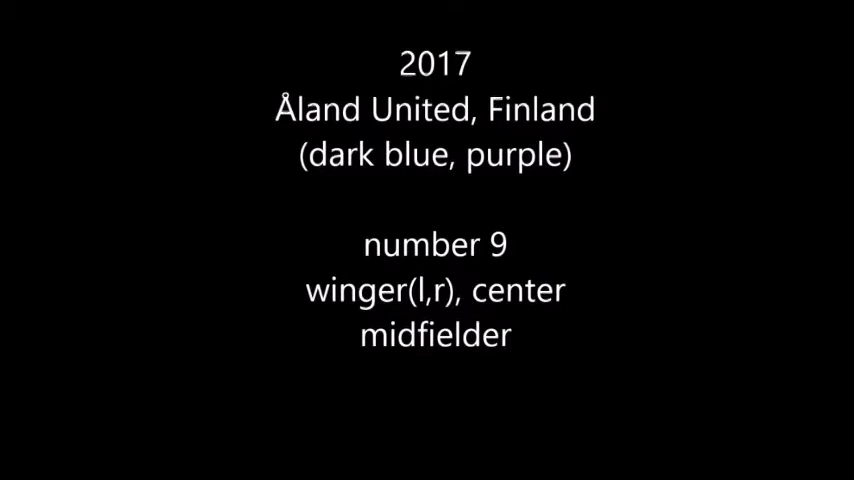 2017
Åland United, Finland
(dark blue, purple)
number 9
winger(l,r), center
midfielder